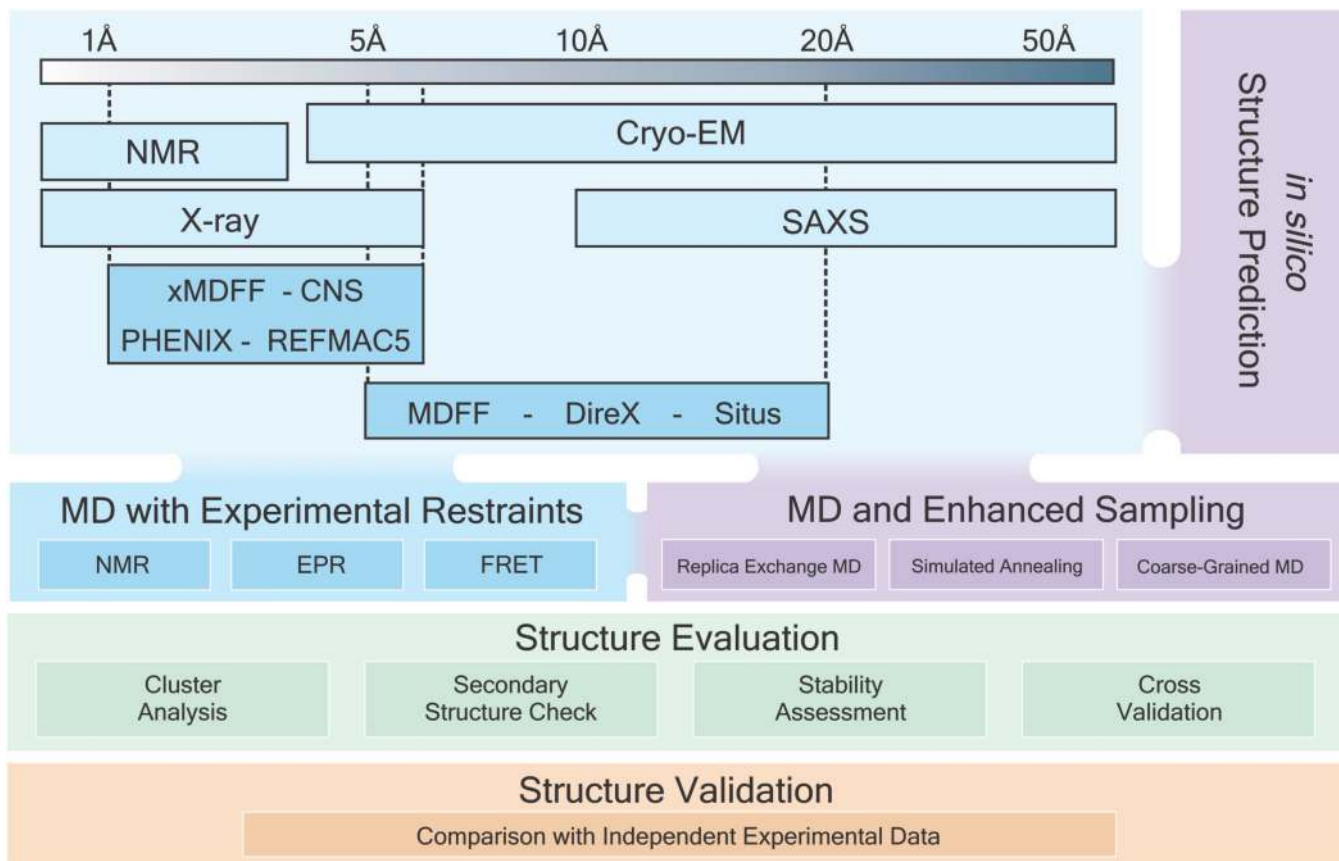 1Å 5Å 10Å 20Å 50Å
Cryo-EM
NMR
X-ray
SAXS
xMDFF - CNS
PHENIX - REFMAC5
MDFF - DireX - Situs
in silico
Structure Prediction
MD with Experimental Restraints
NMR EPR FRET
MD and Enhanced Sampling
Replica Exchange MD Simulated Annealing Coarse-Grained MD
Structure Evaluation
Cluster
Analysis
Secondary
Structure Check
Stability
Assessment
Cross
Validation
Structure Validation
Comparison with Independent Experimental Data